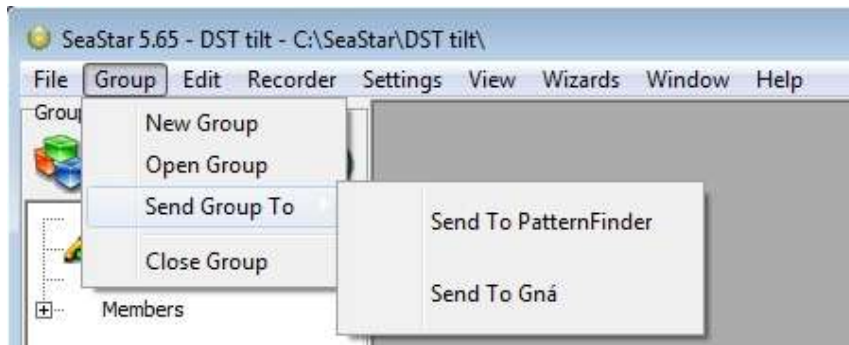 SeaStar 5.65 - DST tilt - C:\SeaStar\DST tilt\
File Group Edit Recorder Settings View Wizards Window Help
Grou
New Group
Open Group
Send Group To
Send To PatternFinder
Close Group
Send To Gná
Members